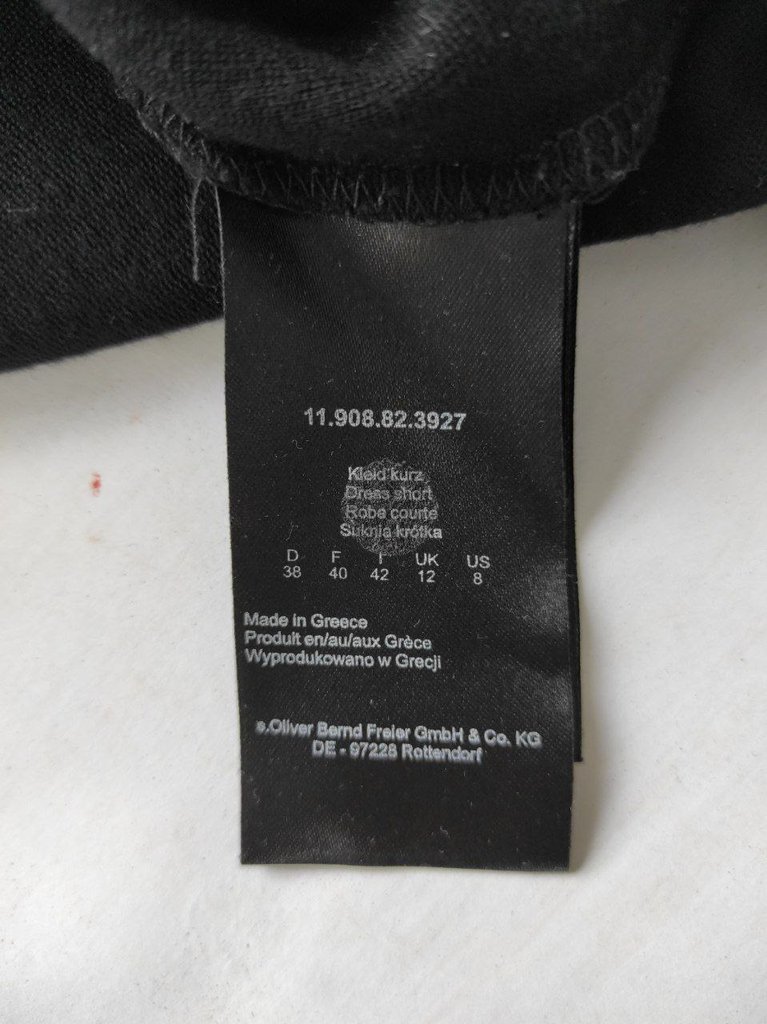 11.908.82.3927
Kleid kurz
Dress short
Robe courte
Suknia krótka
D F I UK US
38 40 42 12 8
Made in Greece
Produit en/au/aux Grèce
Wyprodukowano w Grecji
s.Oliver Bernd Freier GmbH & Co. KG
DE - 97228 Rottendorf